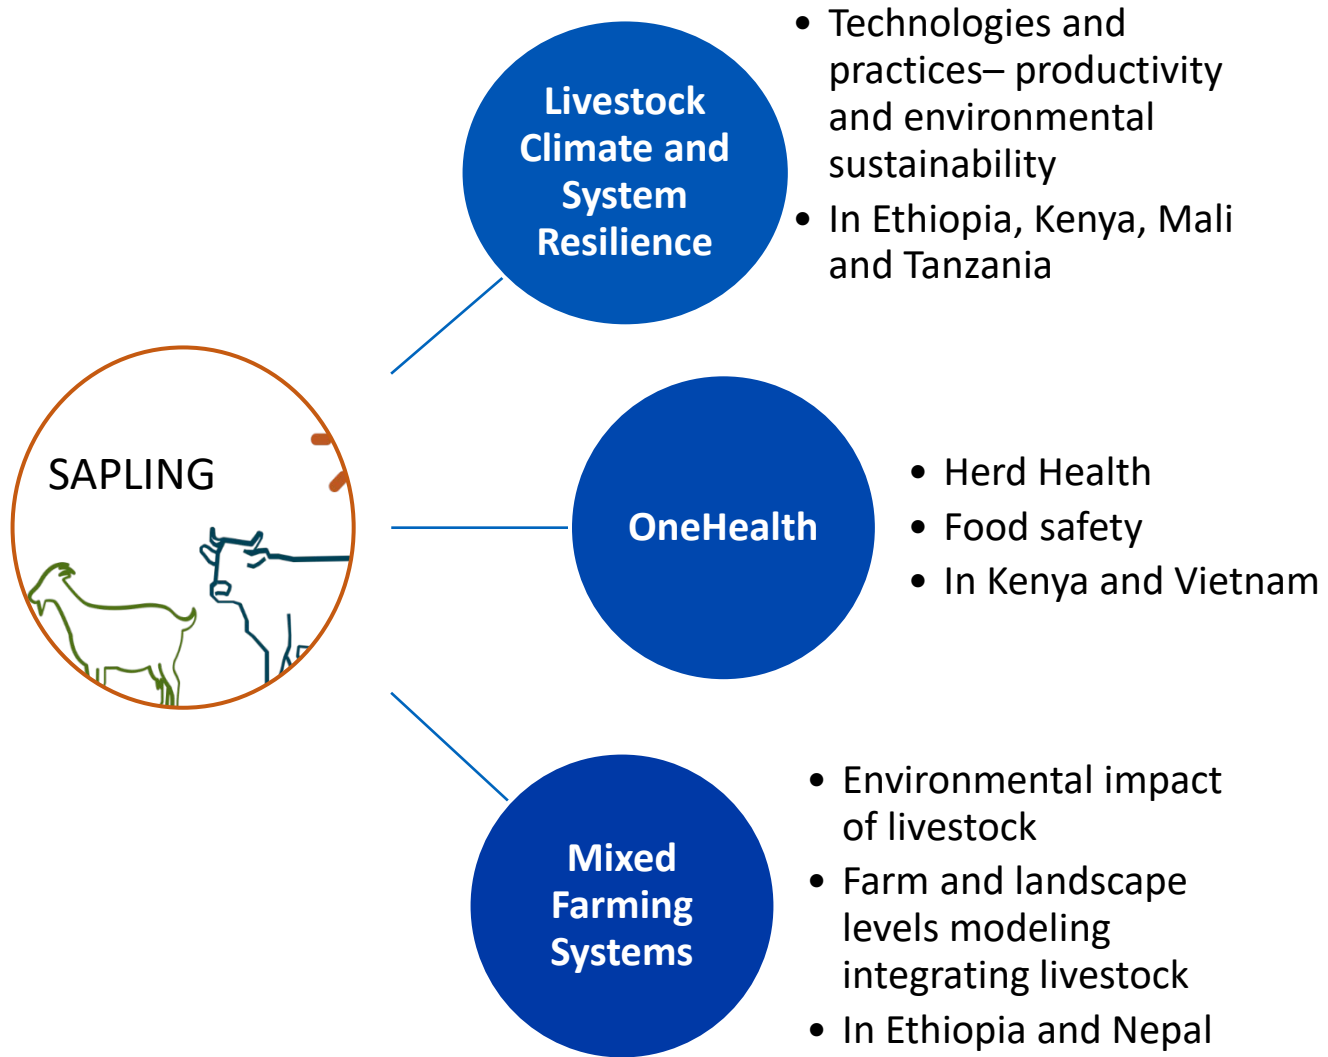 SAPLING
Livestock
Climate and
System
Resilience
• Technologies and
practices– productivity
and environmental
sustainability
• In Ethiopia, Kenya, Mali
and Tanzania
OneHealth
• Herd Health
• Food safety
• In Kenya and Vietnam
Mixed
Farming
Systems
• Environmental impact
of livestock
• Farm and landscape
levels modeling
integrating livestock
• In Ethiopia and Nepal